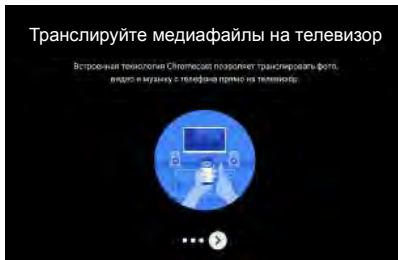 Транслируйте медиафайлы на телевизор
Встроенная технология Chromecast позволяет транслировать фото,
видео и музыку с телефона прямо на телевизор.